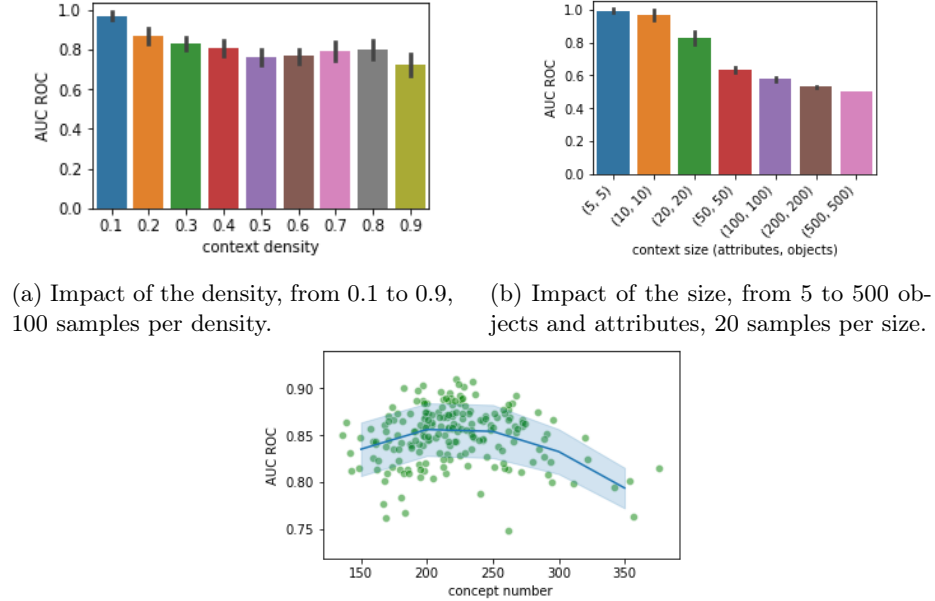 1.0
0.8
0.6
0.4
0.2
0.0
AUC ROC
0.1 0.2 0.3 0.4 0.5 0.6 0.7 0.8 0.9
context density
1.0
0.8
0.6
0.4
0.2
0.0
AUC ROC
(5, 5) (10, 10) (20, 20) (50, 50) (100, 100) (200, 200) (500, 500)
context size (attributes, objects)
(a) Impact of the density, from 0.1 to 0.9,
100 samples per density.
(b) Impact of the size, from 5 to 500 ob-
jects and attributes, 20 samples per size.
0.90
0.85
0.80
0.75
AUC ROC
150 200 250 300 350
concept number